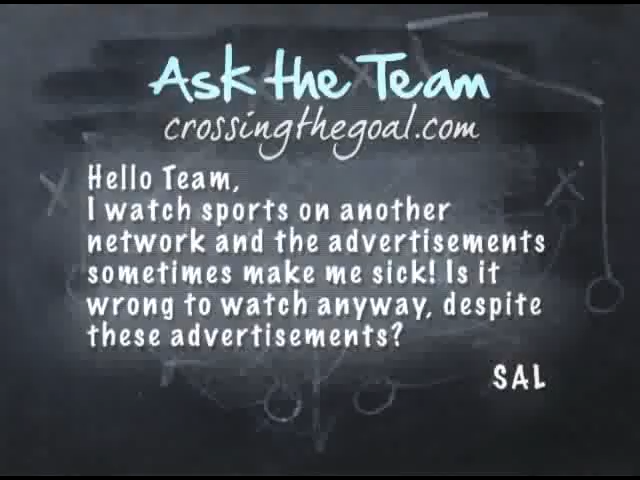 Ask the Team
crossingthegoal.com
Hello Team,
I watch sports on another
network and the advertisements
sometimes make me sick! Is it
wrong to watch anyway, despite
these advertisements?
SAL